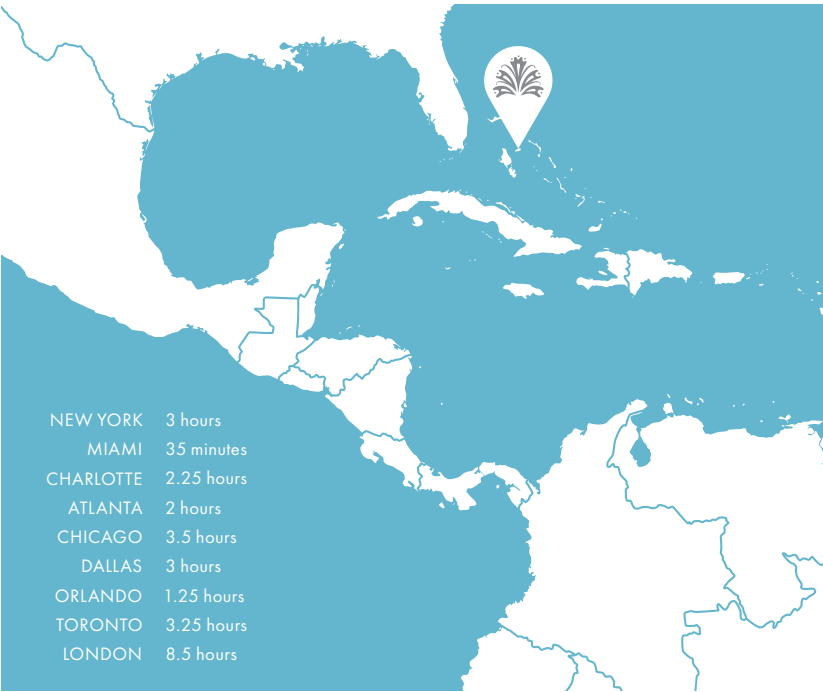 NEW YORK 3 hours
MIAMI 35 minutes
CHARLOTTE 2.25 hours
ATLANTA 2 hours
CHICAGO 3.5 hours
DALLAS 3 hours
ORLANDO 1.25 hours
TORONTO 3.25 hours
LONDON 8.5 hours